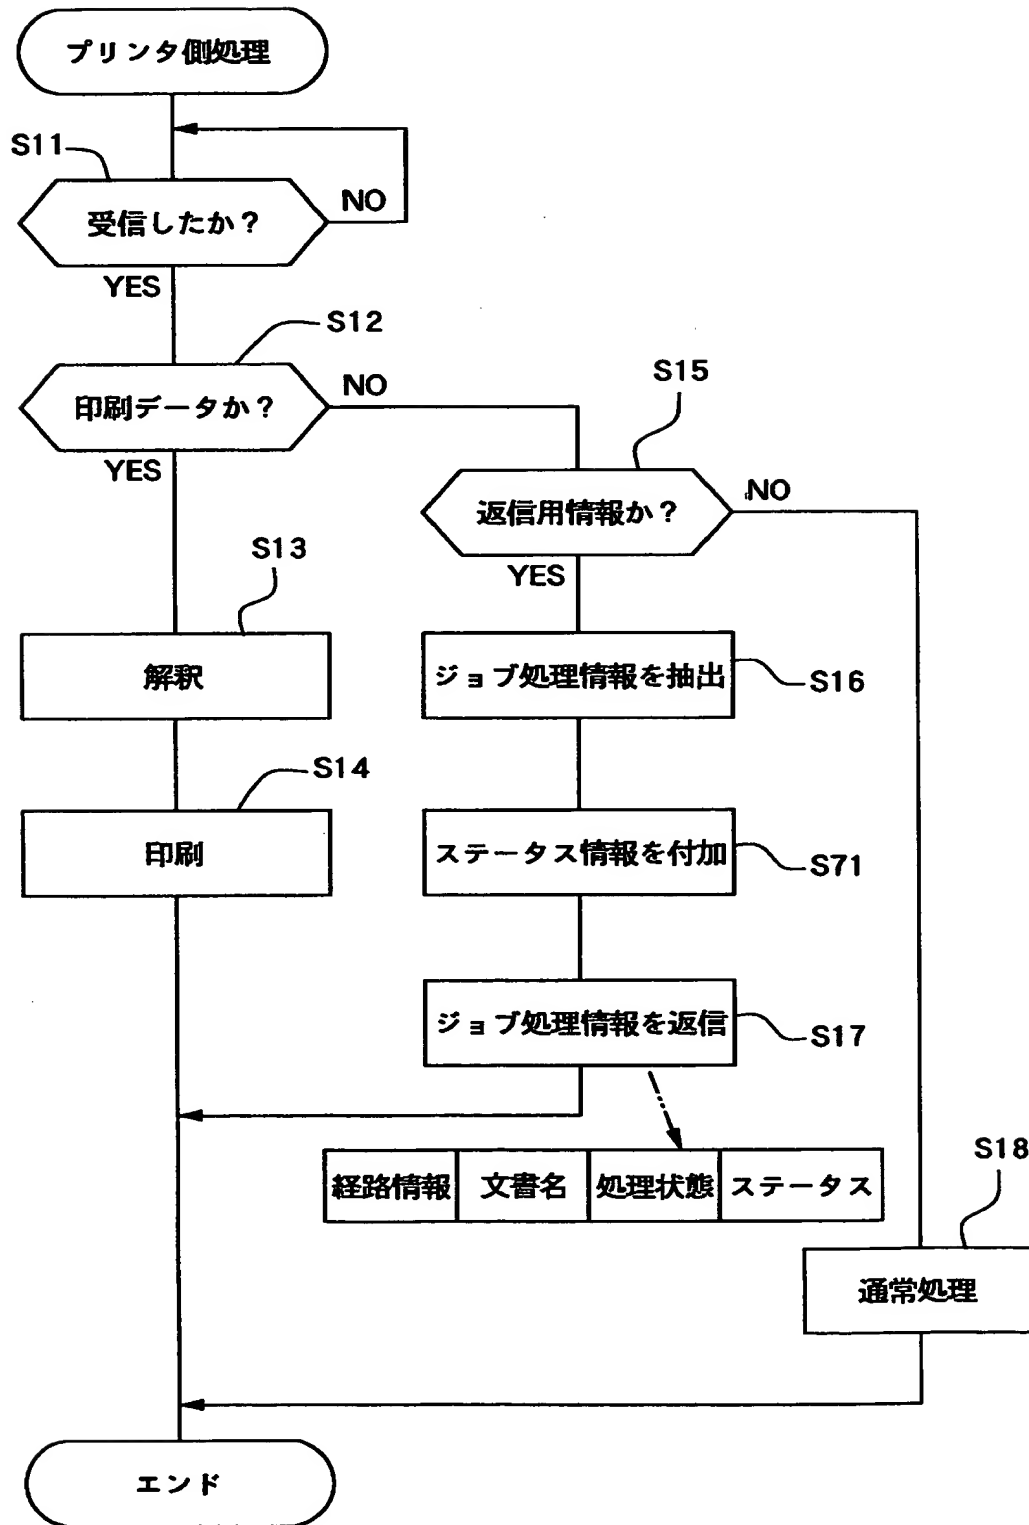 プリンタ側処理
S11
受信したか？
NO
YES
S12
印刷データか？
NO
YES
S15
返信用情報か？
NO
YES
S13
解釈
ジョブ処理情報を抽出
S16
S14
印刷
ステータス情報を付加
S71
ジョブ処理情報を返信
S17
経路情報 文書名 処理状態 ステータス
S18
通常処理
エンド